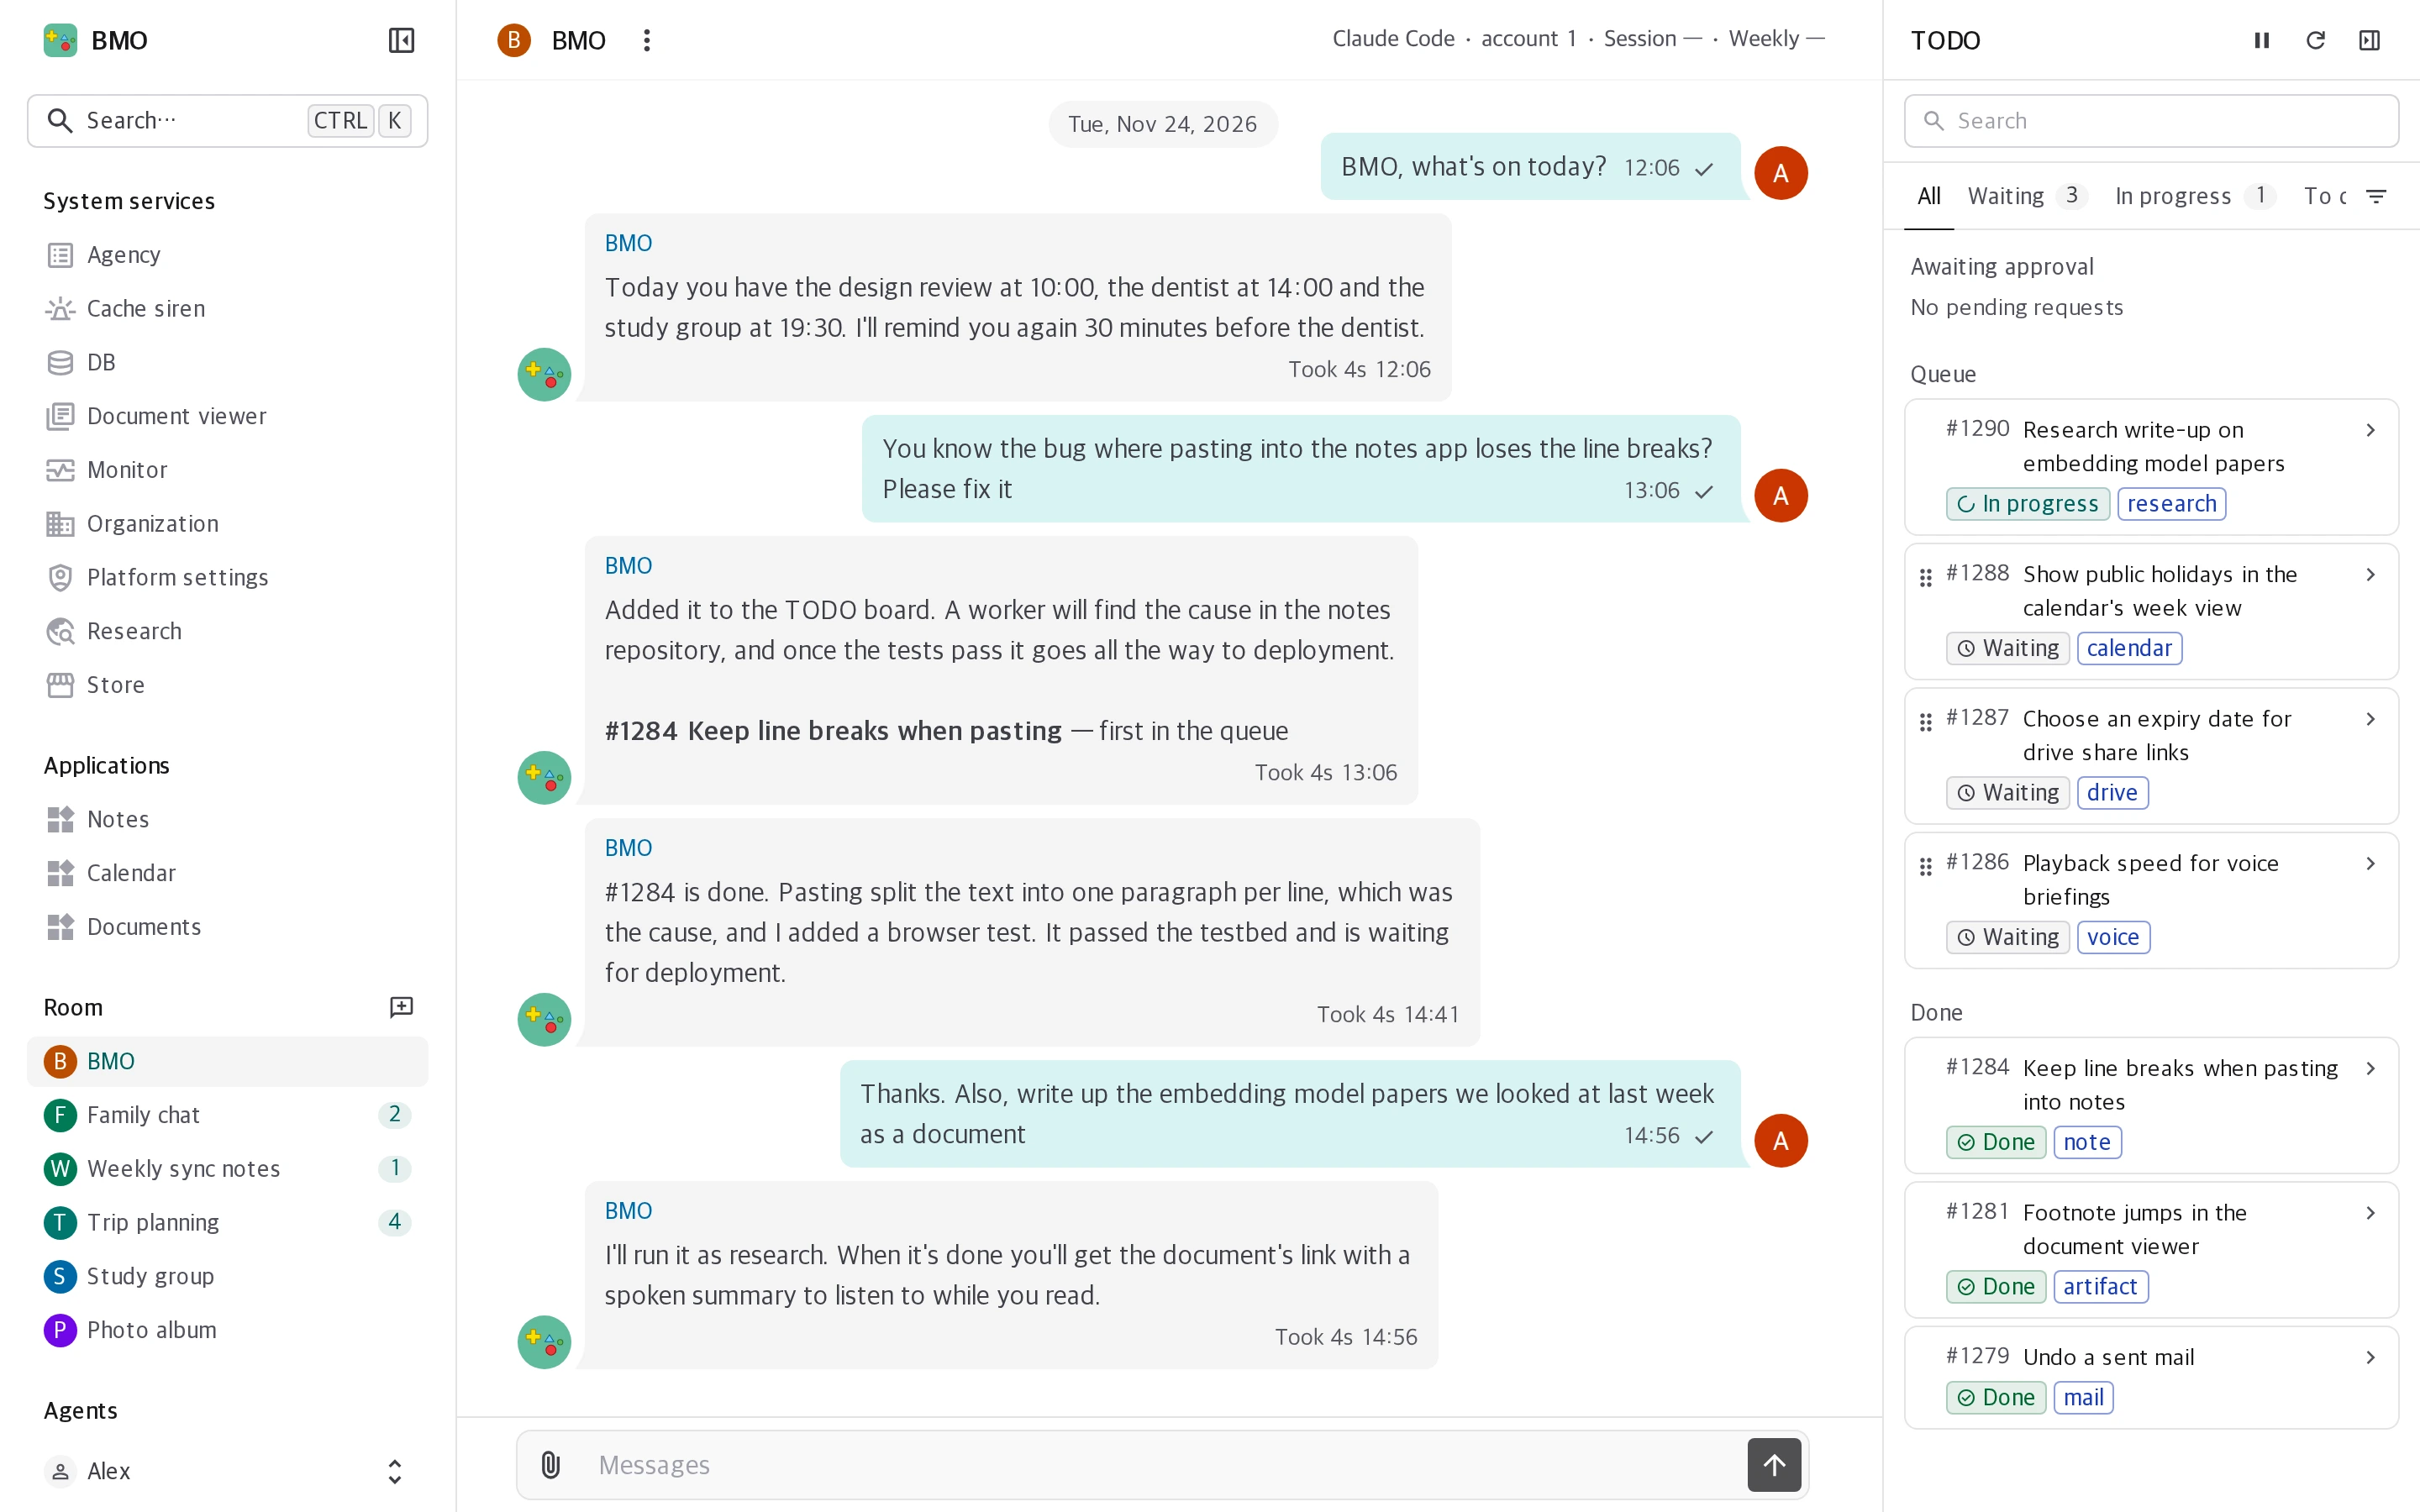 BMO
Search…
CTRL K
System services
Agency
Cache siren
DB
Document viewer
Monitor
Organization
Platform settings
Research
Store
Applications
Notes
Calendar
Documents
Room
B BMO
F Family chat 2
W Weekly sync notes 1
T Trip planning 4
S Study group
P Photo album
Agents
Alex
B BMO
Claude Code · account 1 · Session — · Weekly —
Tue, Nov 24, 2026
BMO, what's on today? 12:06
A
BMO
Today you have the design review at 10:00, the dentist at 14:00 and the
study group at 19:30. I'll remind you again 30 minutes before the dentist.
Took 4s 12:06
You know the bug where pasting into the notes app loses the line breaks?
Please fix it 13:06
A
BMO
Added it to the TODO board. A worker will find the cause in the notes
repository, and once the tests pass it goes all the way to deployment.
#1284 Keep line breaks when pasting — first in the queue
Took 4s 13:06
BMO
#1284 is done. Pasting split the text into one paragraph per line, which was
the cause, and I added a browser test. It passed the testbed and is waiting
for deployment.
Took 4s 14:41
Thanks. Also, write up the embedding model papers we looked at last week
as a document 14:56
A
BMO
I'll run it as research. When it's done you'll get the document's link with a
spoken summary to listen to while you read.
Took 4s 14:56
Messages
TODO
Search
All Waiting 3 In progress 1 To
Awaiting approval
No pending requests
Queue
#1290 Research write-up on
embedding model papers
In progress research
#1288 Show public holidays in the
calendar's week view
Waiting calendar
#1287 Choose an expiry date for
drive share links
Waiting drive
#1286 Playback speed for voice
briefings
Waiting voice
Done
#1284 Keep line breaks when pasting
into notes
Done note
#1281 Footnote jumps in the
document viewer
Done artifact
#1279 Undo a sent mail
Done mail